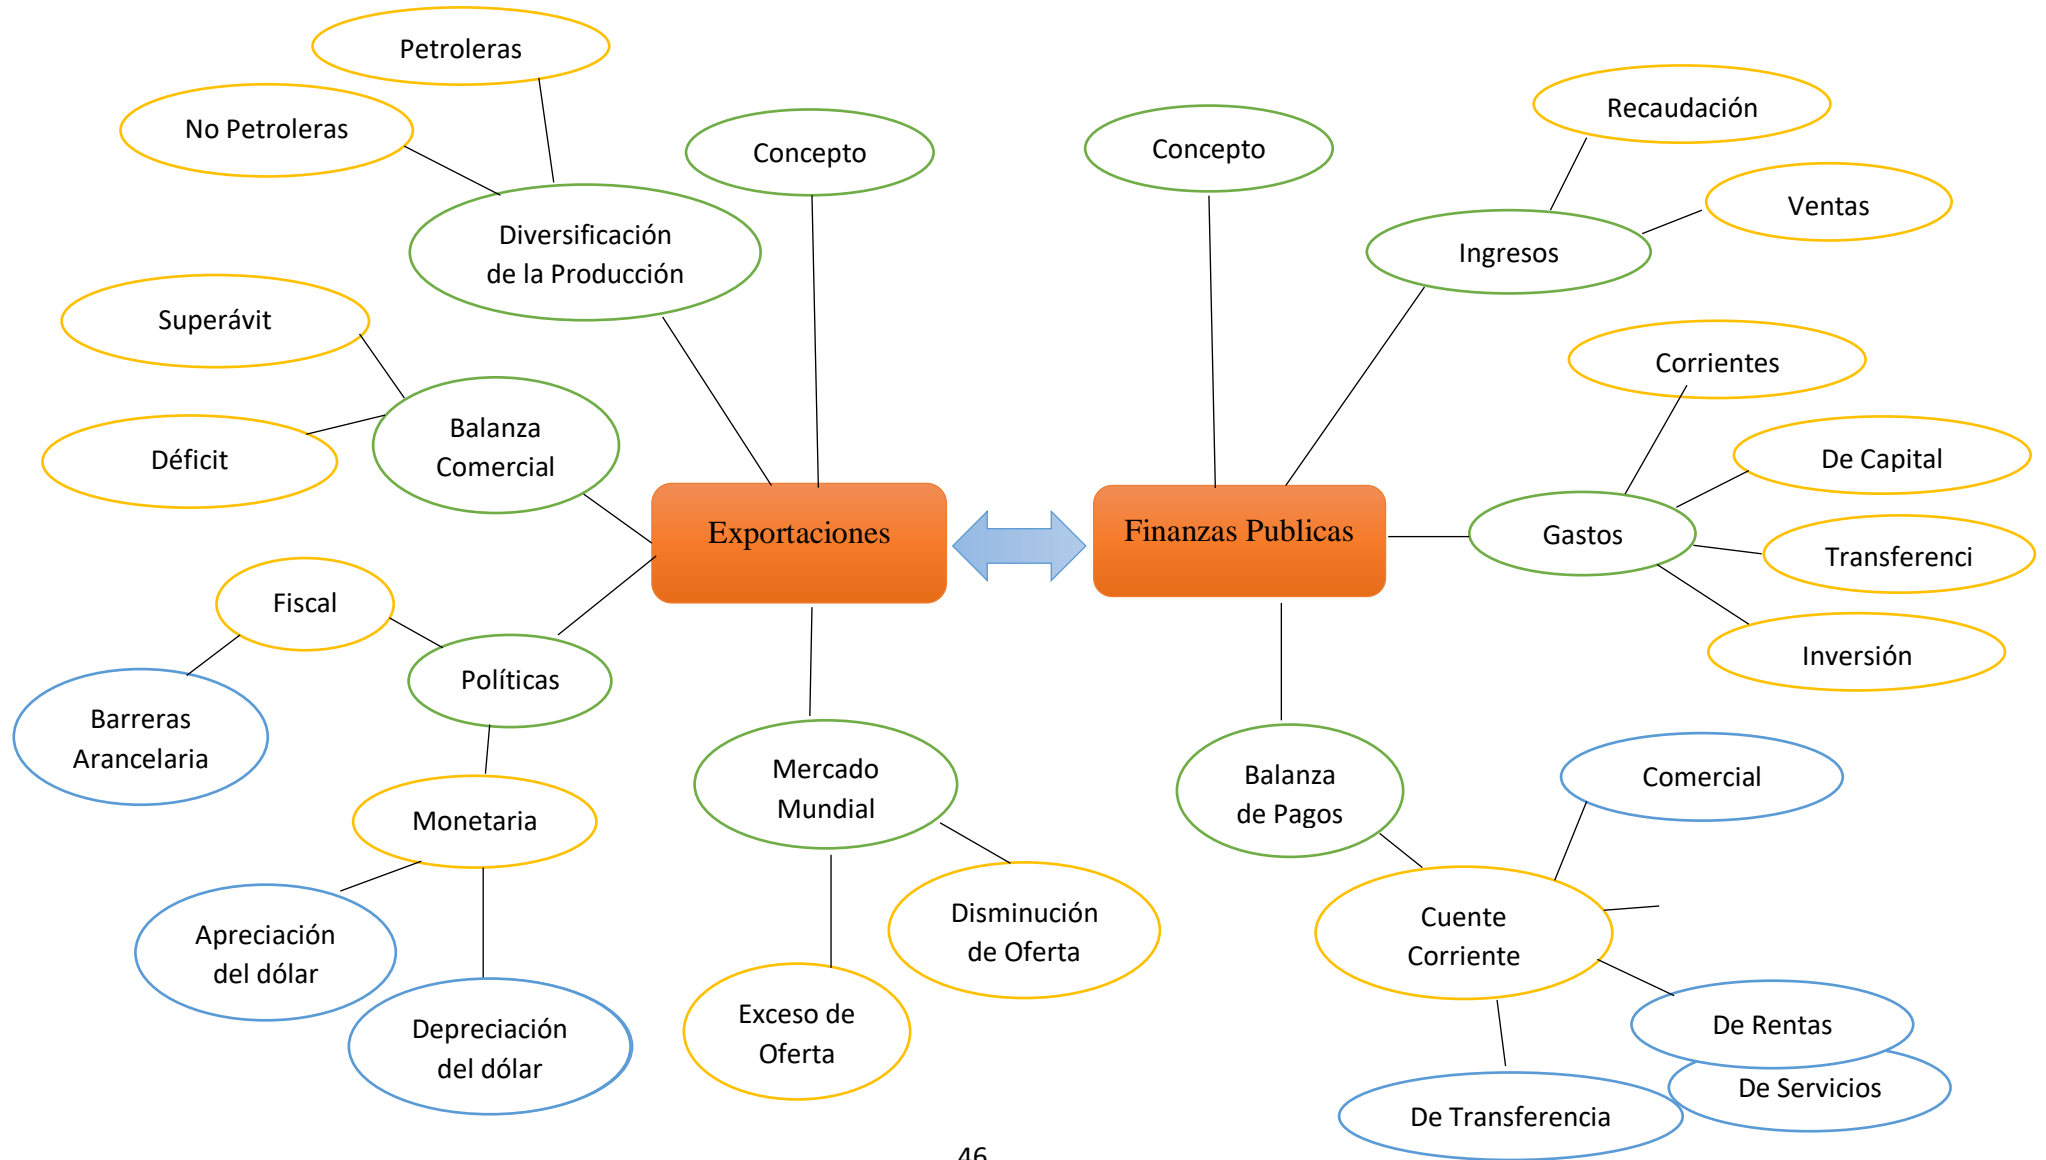 Petroleras
No Petroleras
Concepto
Diversificación
de la Producción
Superávit
Déficit
Balanza
Comercial
Exportaciones
Fiscal
Políticas
Barreras
Arancelaria
Monetaria
Apreciación
del dólar
Depreciación
del dólar
Mercado
Mundial
Disminución
de Oferta
Exceso de
Oferta
Concepto
Recaudación
Ventas
Ingresos
Finanzas Publicas
Corrientes
De Capital
Gastos
Transferenci
Inversión
Balanza
de Pagos
Comercial
Cuente
Corriente
De Rentas
De Servicios
De Transferencia
46